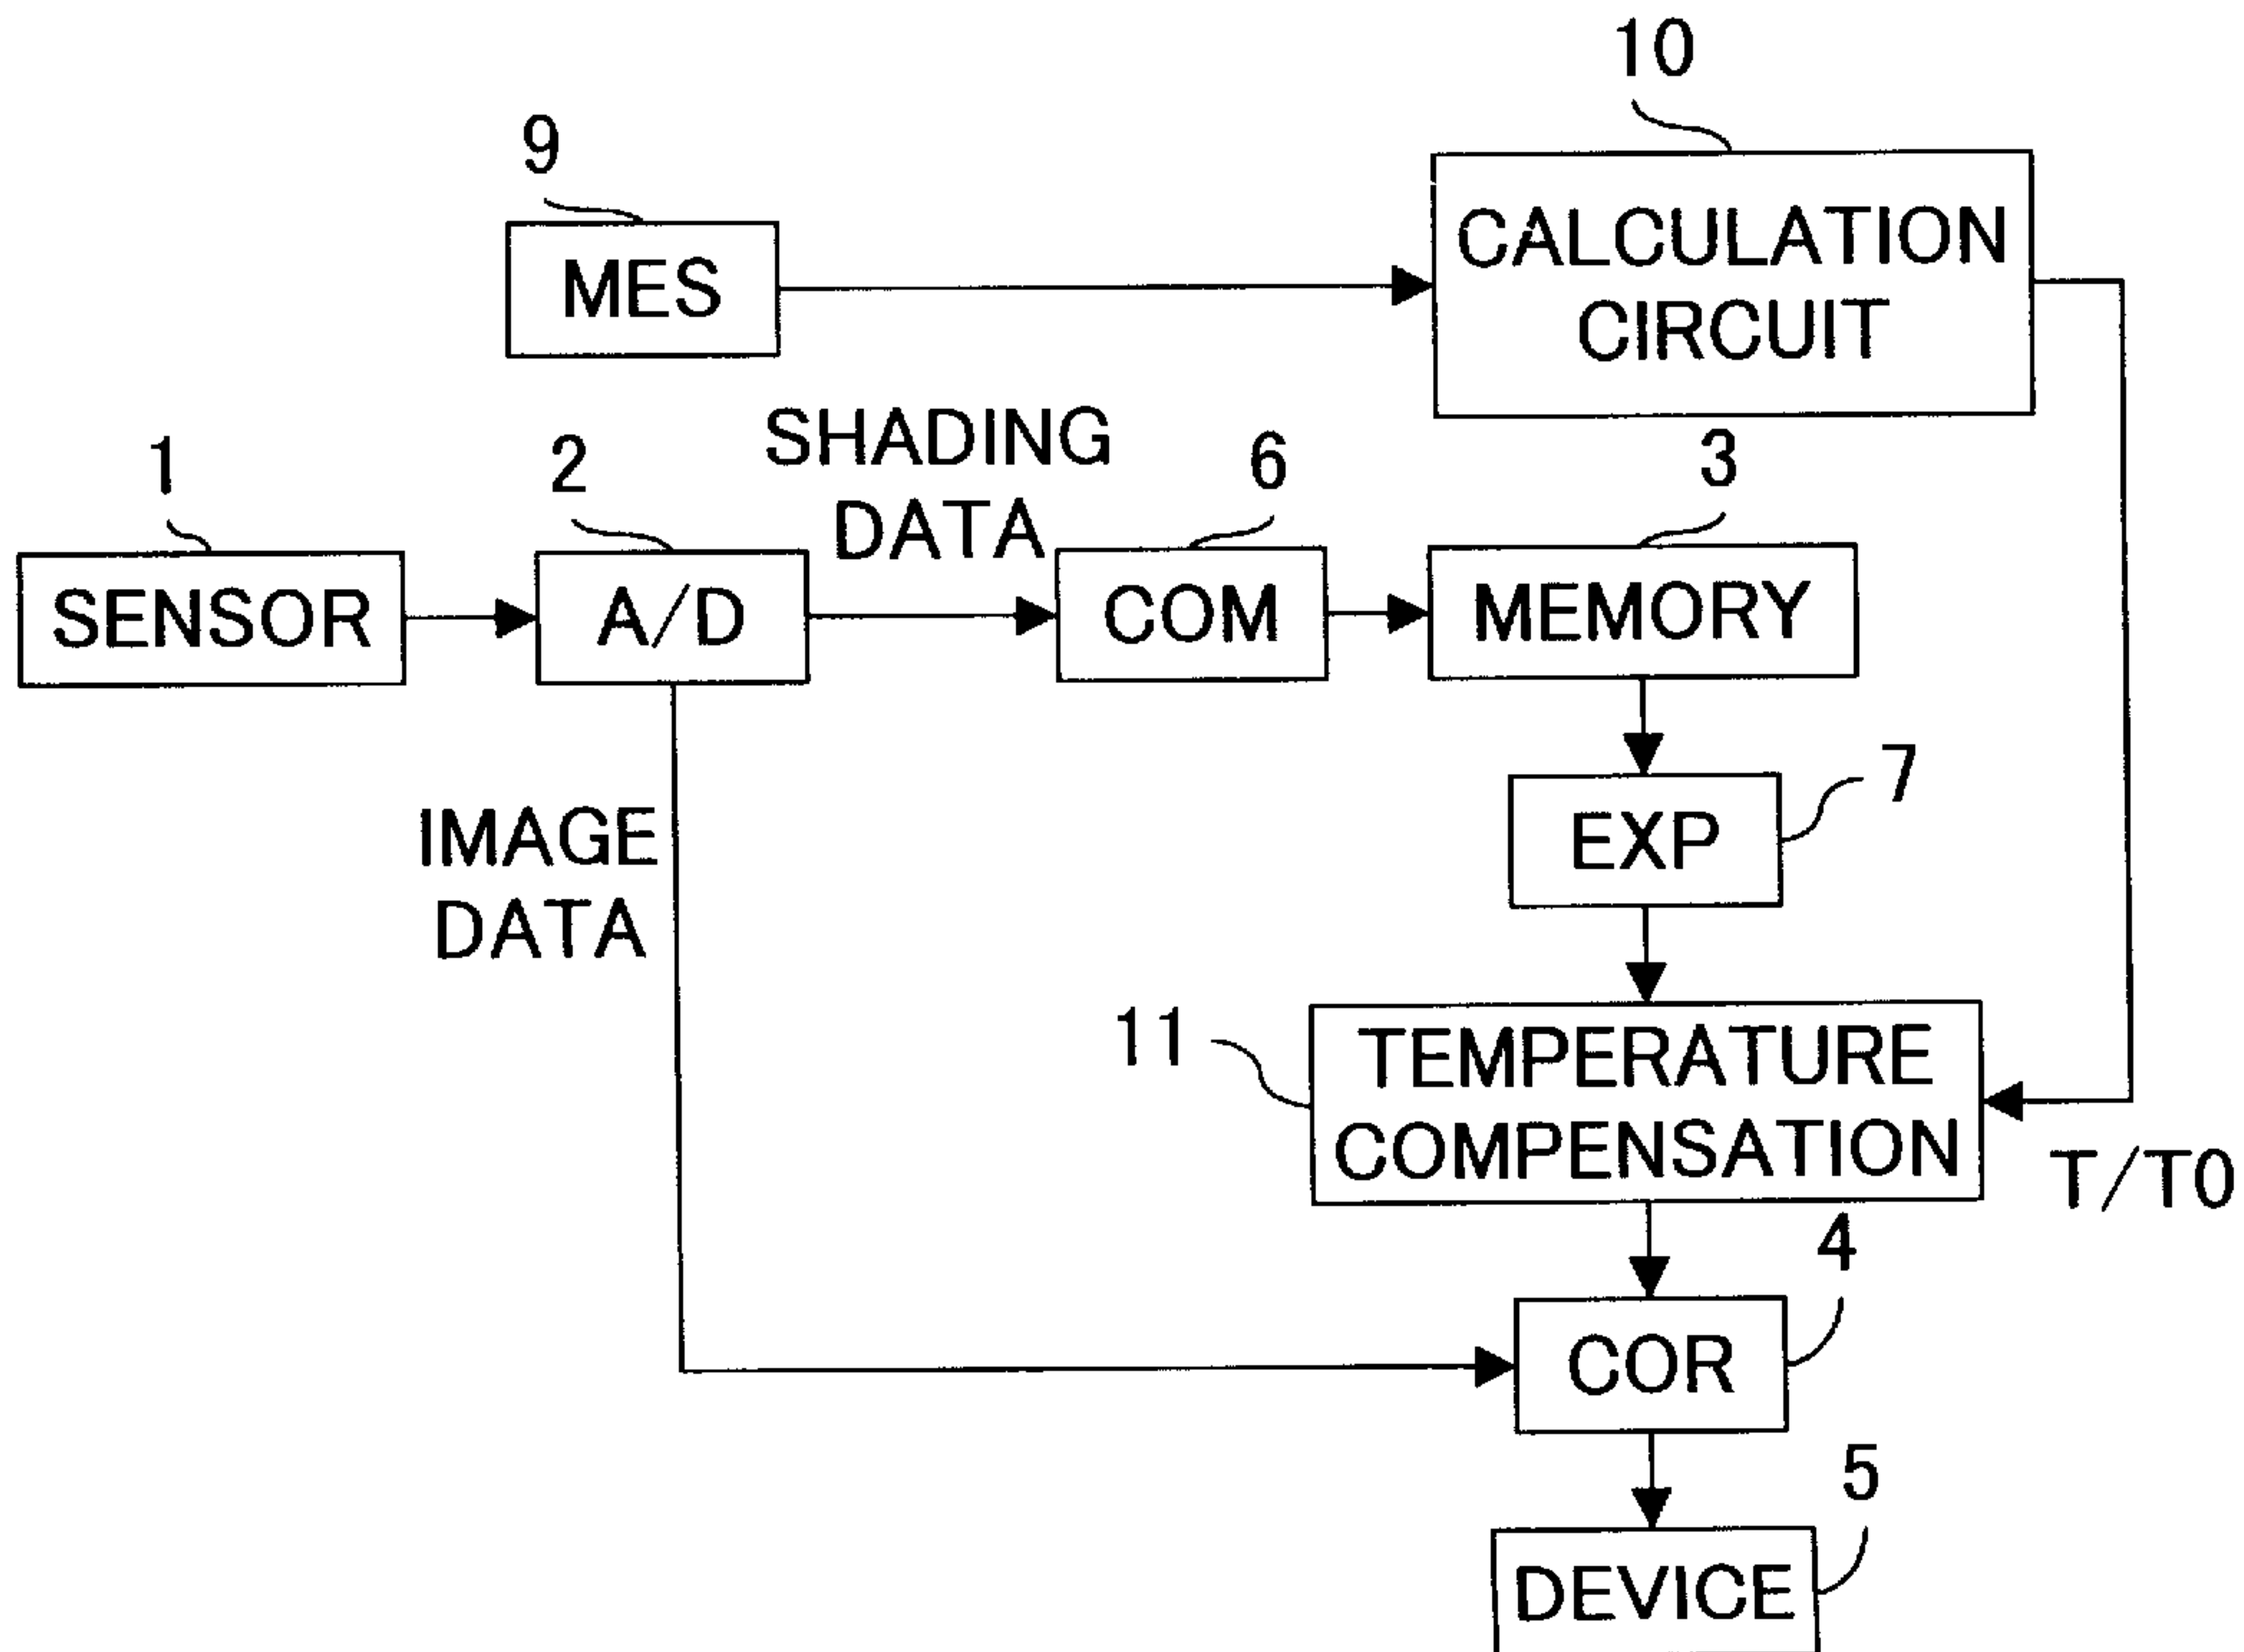 10
9
CALCULATION
CIRCUIT
MES
SHADING
DATA
1
2
6
3
SENSOR
A/D
COM
MEMORY
IMAGE
DATA
7
EXP
11
TEMPERATURE
COMPENSATION
T/T0
4
COR
5
DEVICE